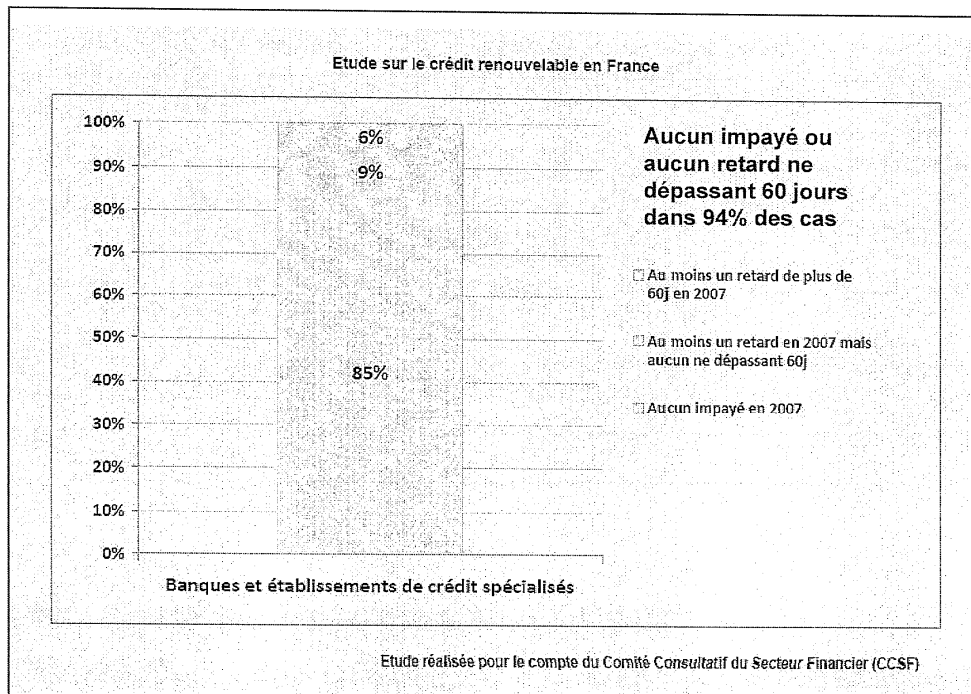 Etude sur le crédit renouvelable en France
100%
90%
80%
70%
60%
50%
40%
30%
20%
10%
0%
6%
9%
85%
Banques et établissements de crédit spécialisés
Aucun impayé ou
aucun retard ne
dépassant 60 jours
dans 94% des cas
Au moins un retard de plus de
60j en 2007
Au moins un retard en 2007 mais
aucun ne dépassant 60j
Aucun impayé en 2007
Etude réalisée pour le compte du Comité Consultatif du Secteur Financier (CCSF)